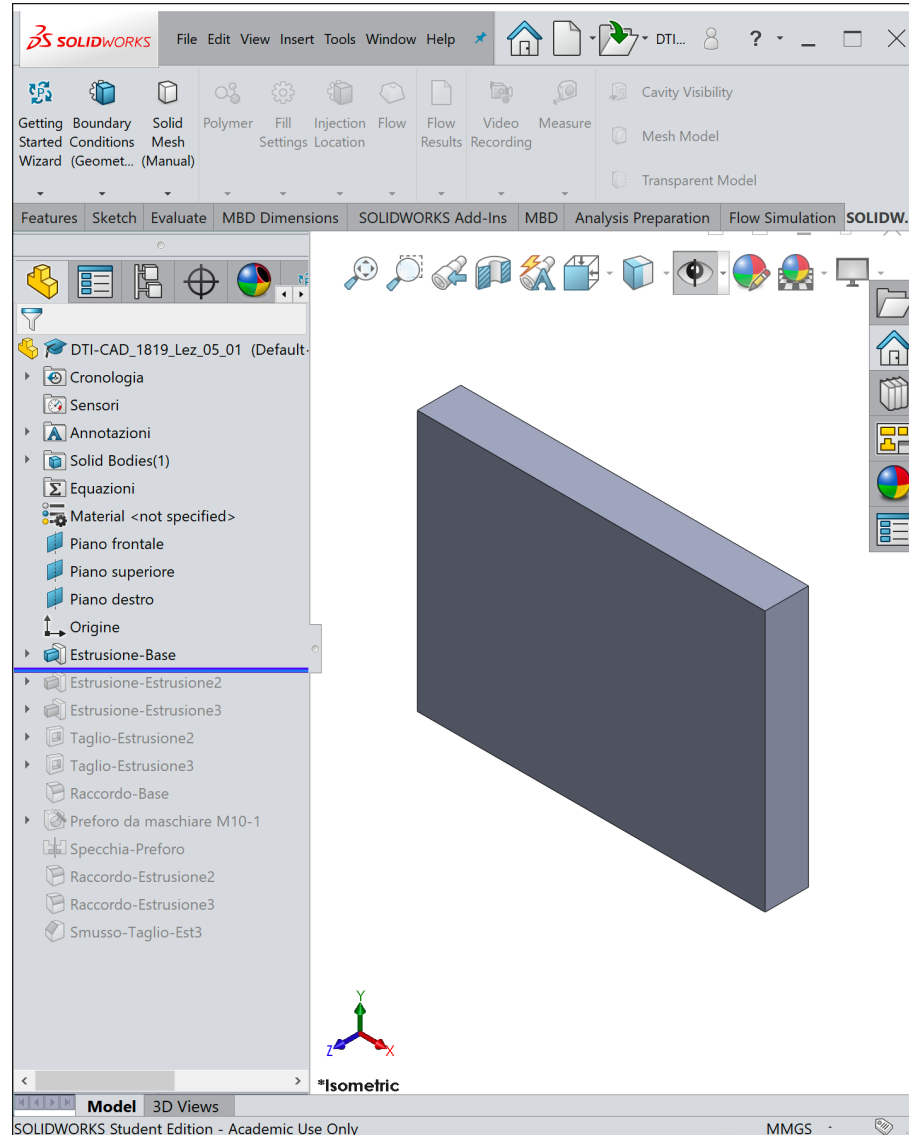 SOLIDWORKS File Edit View Insert Tools Window Help DTI... ?
Getting Started Wizard
Boundary Conditions (Geomet...
Solid Mesh (Manual)
Polymer
Fill Settings
Injection Location
Flow
Flow Results
Video Recording
Measure
Cavity Visibility
Mesh Model
Transparent Model
Features Sketch Evaluate MBD Dimensions SOLIDWORKS Add-Ins MBD Analysis Preparation Flow Simulation SOLIDW.
DTI-CAD_1819_Lez_05_01 (Default-
Cronologia
Sensori
Annotazioni
Solid Bodies(1)
Equazioni
Material <not specified>
Piano frontale
Piano superiore
Piano destro
Origine
Estrusione-Base
Estrusione-Estrusione2
Estrusione-Estrusione3
Taglio-Estrusione2
Taglio-Estrusione3
Raccordo-Base
Preforo da maschiare M10-1
Specchia-Preforo
Raccordo-Estrusione2
Raccordo-Estrusione3
Smusso-Taglio-Est3
Y
Z X
*Isometric
Model 3D Views
SOLIDWORKS Student Edition - Academic Use Only MMGS -